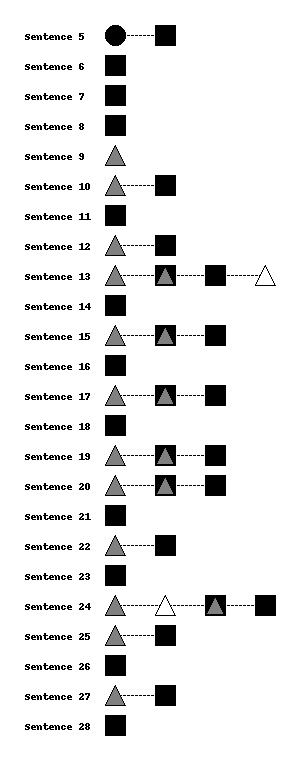 Sentence 5
Sentence 6
Sentence 7
Sentence 8
Sentence 9
Sentence 10
Sentence 11
Sentence 12
Sentence 13
Sentence 14
Sentence 15
Sentence 16
Sentence 17
Sentence 18
Sentence 19
Sentence 20
Sentence 21
Sentence 22
Sentence 23
Sentence 24
Sentence 25
Sentence 26
Sentence 27
Sentence 28